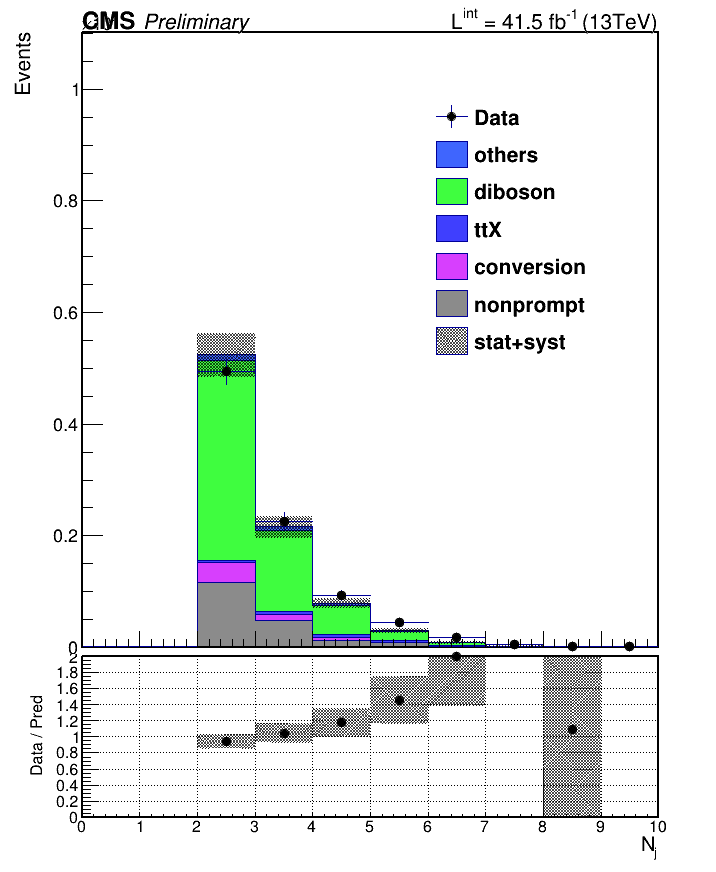 CMS Preliminary
L^int = 41.5 fb^-1 (13TeV)
Events
1
0.8
0.6
0.4
0.2
0
Data
others
diboson
ttX
conversion
nonprompt
stat+syst
Data / Pred
2
1.8
1.6
1.4
1.2
1
0.8
0.6
0.4
0.2
0
0 1 2 3 4 5 6 7 8 9 10
N_j